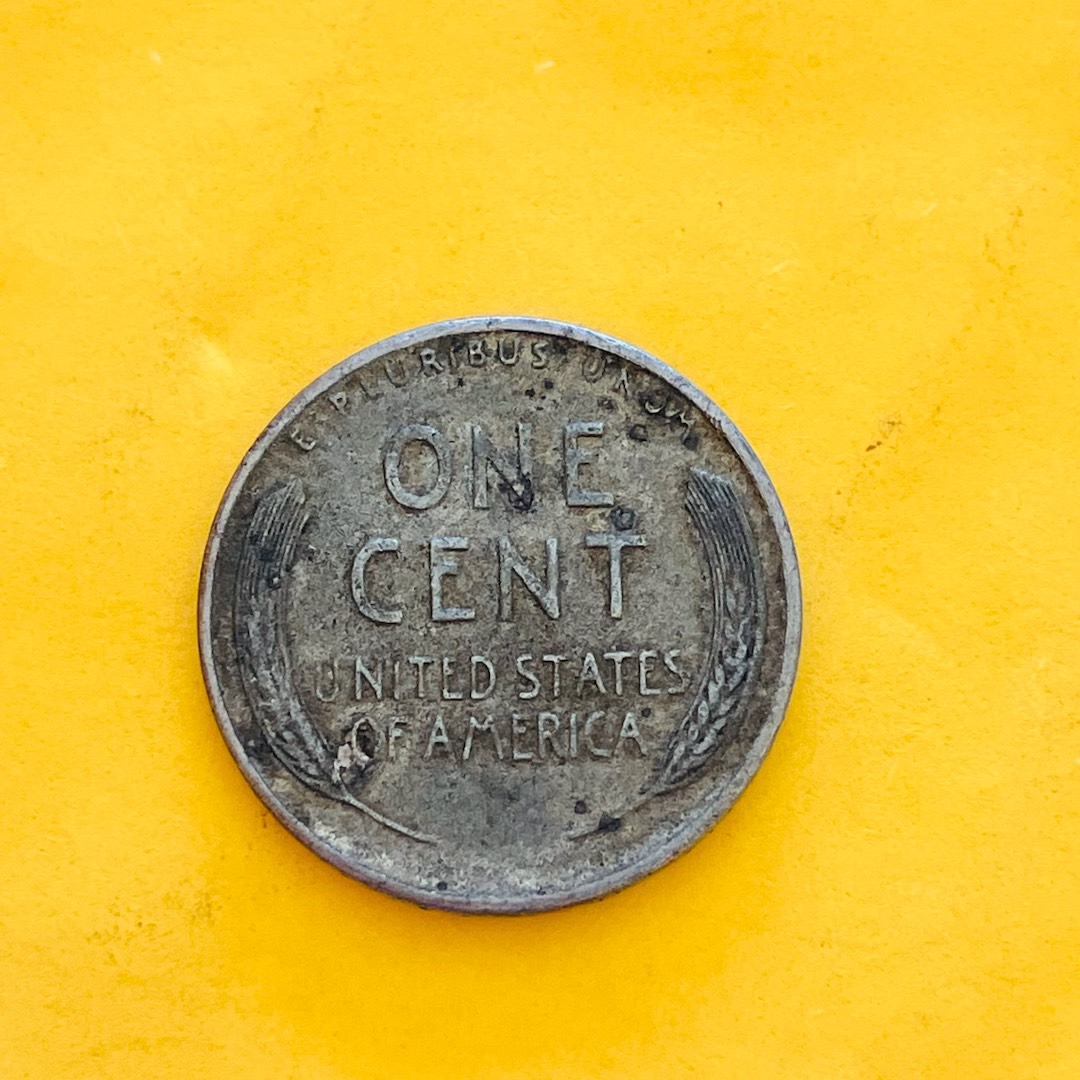 E · PLURIBUS · UNUM
ONE
CENT
UNITED STATES
OF AMERICA